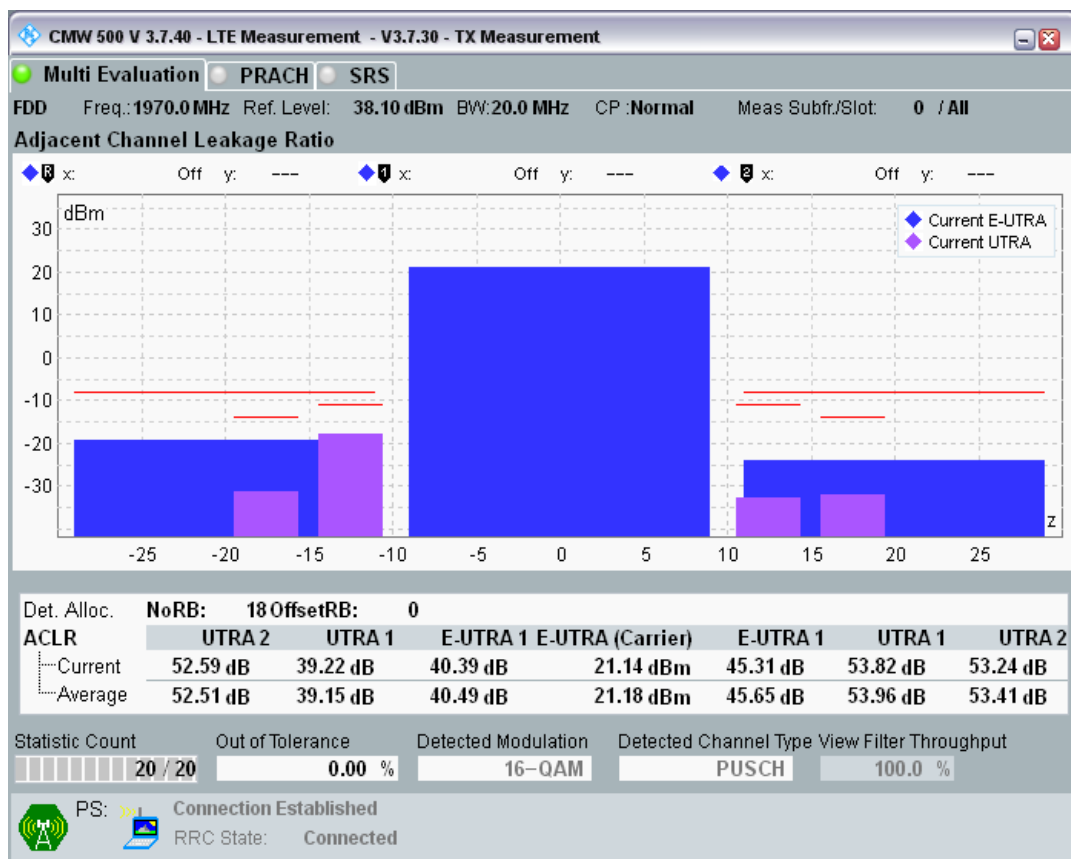 CMW 500 V 3.7.40 - LTE Measurement - V3.7.30 - TX Measurement
Multi Evaluation PRACH SRS
FDD Freq.: 1970.0 MHz Ref. Level: 38.10 dBm BW: 20.0 MHz CP : Normal Meas Subfr./Slot: 0 / All
Adjacent Channel Leakage Ratio
R x: Off y: --- 1 x: Off y: --- 2 x: Off y: ---
dBm
Current E-UTRA
Current UTRA
30
20
10
0
-10
-20
-30
z
-25 -20 -15 -10 -5 0 5 10 15 20 25
Det. Alloc. NoRB: 18 OffsetRB: 0
ACLR UTRA 2 UTRA 1 E-UTRA 1 E-UTRA (Carrier) E-UTRA 1 UTRA 1 UTRA 2
Current 52.59 dB 39.22 dB 40.39 dB 21.14 dBm 45.31 dB 53.82 dB 53.24 dB
Average 52.51 dB 39.15 dB 40.49 dB 21.18 dBm 45.65 dB 53.96 dB 53.41 dB
Statistic Count Out of Tolerance Detected Modulation Detected Channel Type View Filter Throughput
20 / 20 0.00 % 16-QAM PUSCH 100.0 %
PS: Connection Established
RRC State: Connected